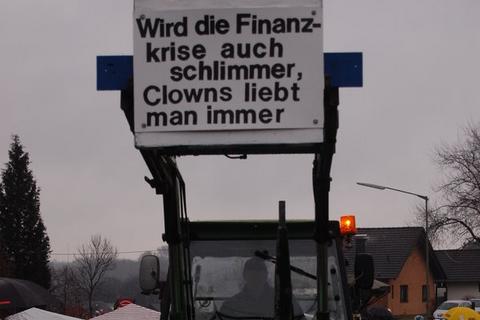 Wird die Finanz-
krise auch
schlimmer,
Clowns liebt
man immer